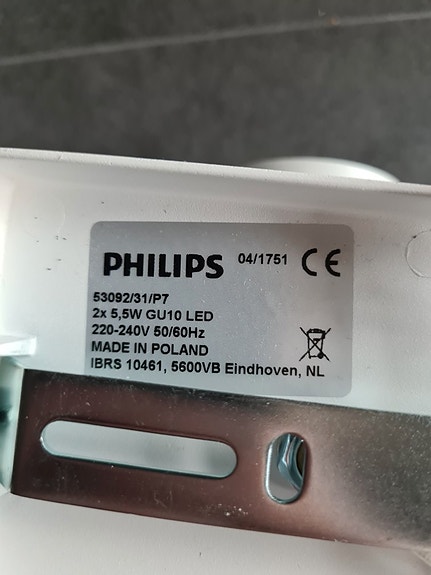 PHILIPS 04/1751 CE
53092/31/P7
2x 5,5W GU10 LED
220-240V 50/60Hz
MADE IN POLAND
IBRS 10461, 5600VB Eindhoven, NL